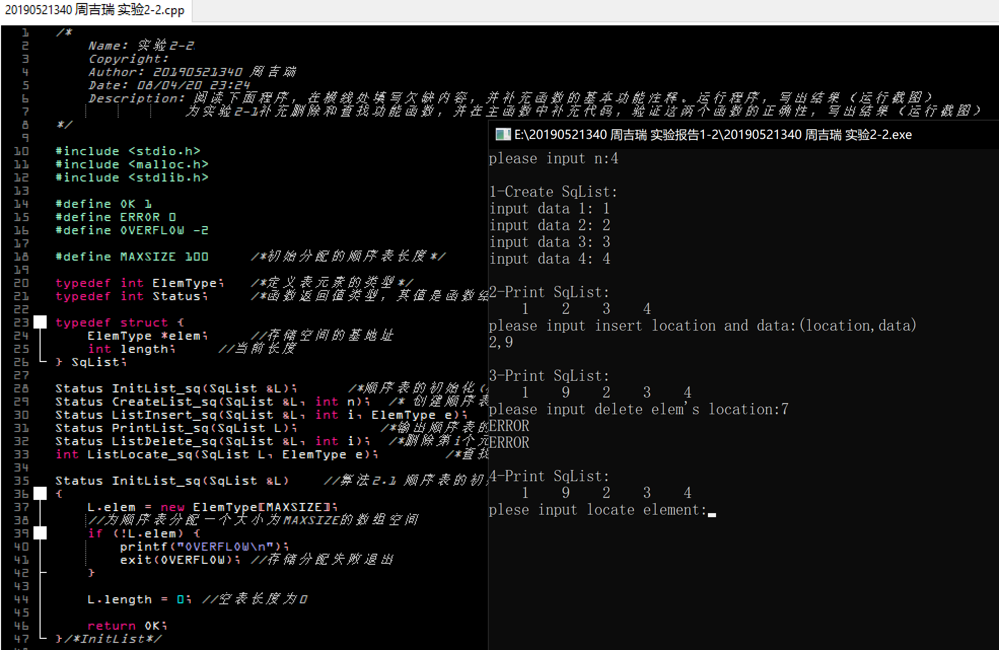 20190521340 周吉瑞 实验2-2.cpp
1 /*
2 Name: 实验2-2
3 Copyright:
4 Author: 20190521340 周吉瑞
5 Date: 08/04/20 23:24
6 Description: 阅读下面程序，在横线处填写欠缺内容，并补充函数的基本功能注释。运行程序，写出结果（运行截图）
7 为实验2-1补充删除和查找功能函数，并在主函数中补充代码，验证这两个函数的正确性，写出结果（运行截图）
8 */
9
10 #include <stdio.h>
11 #include <malloc.h>
12 #include <stdlib.h>
13
14 #define OK 1
15 #define ERROR 0
16 #define OVERFLOW -2
17
18 #define MAXSIZE 100 /*初始分配的顺序表长度*/
19
20 typedef int ElemType; /*定义表元素的类型*/
21 typedef int Status; /*函数返回值类型，其值是函数结
22
23 typedef struct {
24 ElemType *elem; //存储空间的基地址
25 int length; //当前长度
26 } SqList;
27
28 Status InitList_sq(SqList &L); /*顺序表的初始化(
29 Status CreateList_sq(SqList &L, int n); /* 创建顺序表
30 Status ListInsert_sq(SqList &L, int i, ElemType e);
31 Status PrintList_sq(SqList L); /*输出顺序表的
32 Status ListDelete_sq(SqList &L, int i); /*删除第i个元
33 int ListLocate_sq(SqList L, ElemType e); /*查找
34
35 Status InitList_sq(SqList &L) //算法2.1 顺序表的初
36 {
37 L.elem = new ElemType[MAXSIZE];
38 //为顺序表分配一个大小为MAXSIZE的数组空间
39 if (!L.elem) {
40 printf("OVERFLOW\n");
41 exit(OVERFLOW); //存储分配失败退出
42 }
43
44 L.length = 0; //空表长度为0
45
46 return OK;
47 }/*InitList*/
E:\20190521340 周吉瑞 实验报告1-2\20190521340 周吉瑞 实验2-2.exe
please input n:4
1-Create SqList:
input data 1: 1
input data 2: 2
input data 3: 3
input data 4: 4
2-Print SqList:
1 2 3 4
please input insert location and data:(location,data)
2,9
3-Print SqList:
1 9 2 3 4
please input delete elem's location:7
ERROR
ERROR
4-Print SqList:
1 9 2 3 4
plese input locate element: